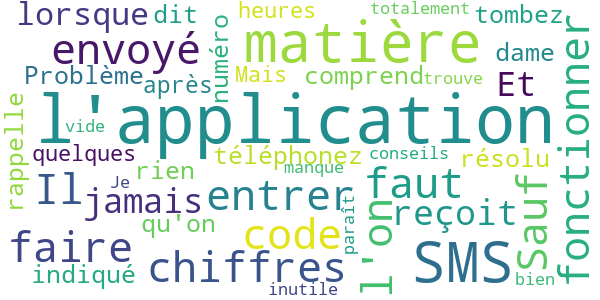 lorsque dit heures totalement tombez
envoyé numéro matière dame
Problème après Mais comprend trouve Et
l'application fonctionner
vide
rappelle quelques téléphonez conseils résolu
rien manque
Il Je jamais entrer faut Sauf
qu'on code l'on reçoit
faire paraît
indiqué chiffres SMS bien
inutile